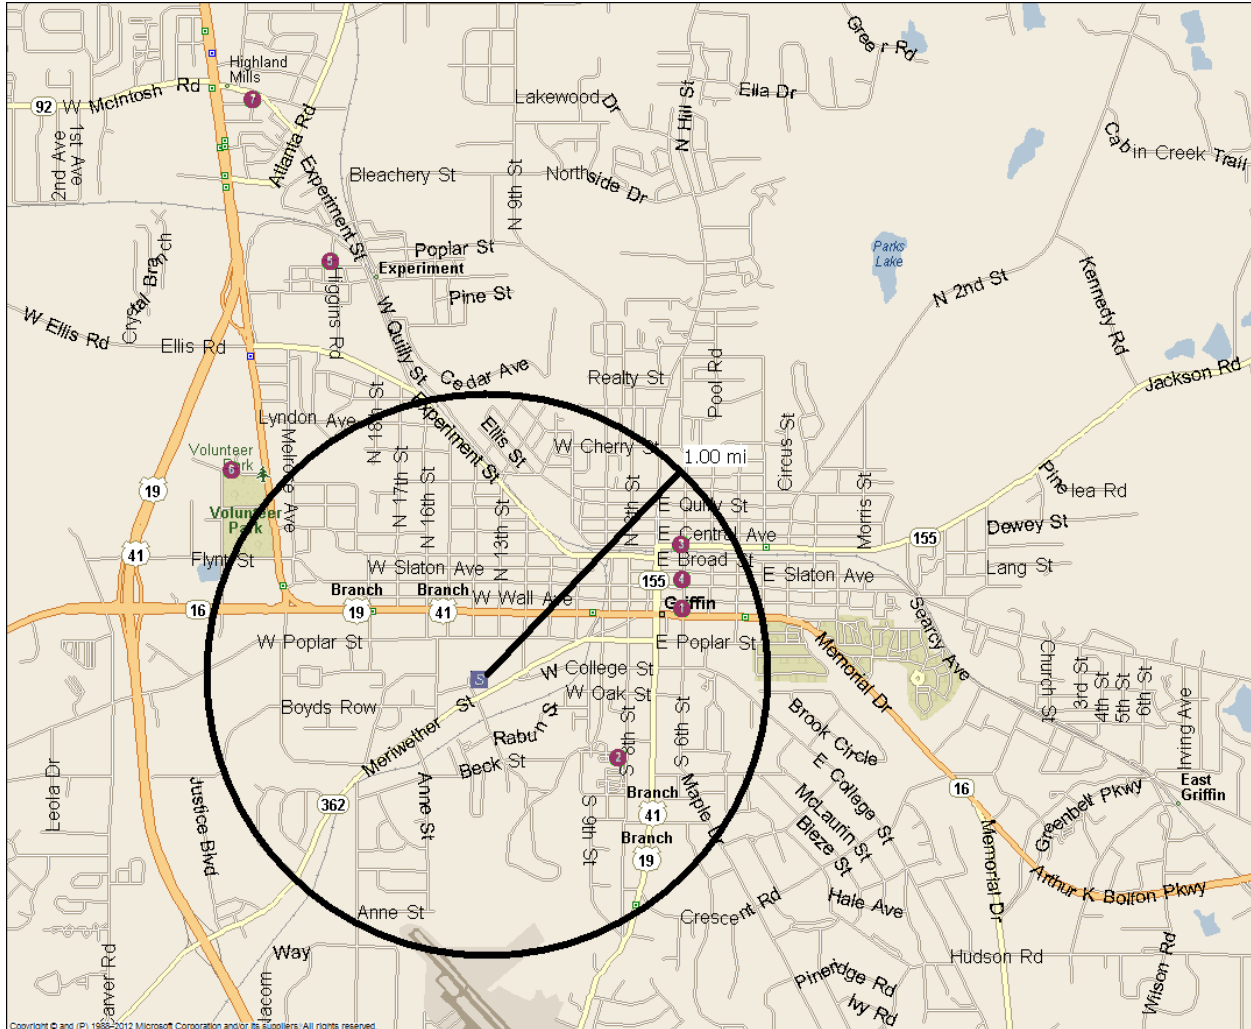 Greer Rd
Highland
Mills
92
W McIntosh Rd
7
Lakewood Dr
Ella Dr
N Hill St
1st Ave
2nd Ave
Atlanta Rd
Cabin Creek Trail
Experiment St
Bleachery St
Northside Dr
N 9th St
Crystal Branch
Poplar St
5
Experiment
Parks
Lake
Higgins Rd
Pine St
N 2nd St
Kennedy Rd
W Ellis Rd
Ellis Rd
W Quilly St
Cedar Ave
Realty St
Pool Rd
Jackson Rd
N 18th St
Lyndon Ave
Experiment St
Ellis St
W Cherry St
Circus St
Volunteer
Park
6
Melrose Ave
N 17th St
N 16th St
1.00 mi
19
Pinelea Rd
N 13th St
N 8th St
E Quilly St
Morris St
Volunteer
Park
Dewey St
41
3
E Central Ave
155
Flynt St
E Broad St
W Slaton Ave
155
4
E Slaton Ave
Lang St
Branch
Branch
W Wall Ave
16
19
41
1
Griffin
Searcy Ave
W Poplar St
E Poplar St
Memorial Dr
Church St
3rd St
4th St
5th St
6th St
Irving Ave
S
W College St
W Oak St
Boyds Row
Meriwether St
Rabun St
S 8th St
S 6th St
Brook Circle
Beck St
2
E College St
Leola Dr
Justice Blvd
Anne St
362
S 9th St
Branch
41
Maple Dr
McLaurin St
16
East
Griffin
Greenbelt Pkwy
Branch
19
Bleze St
Memorial Dr
Arthur K Bolton Pkwy
Anne St
Crescent Rd
Hale Ave
Way
Hudson Rd
Carver Rd
Pineridge Rd
Wilson Rd
Ivy Rd
Copyright © and (P) 1988–2012 Microsoft Corporation and/or its suppliers. All rights reserved.